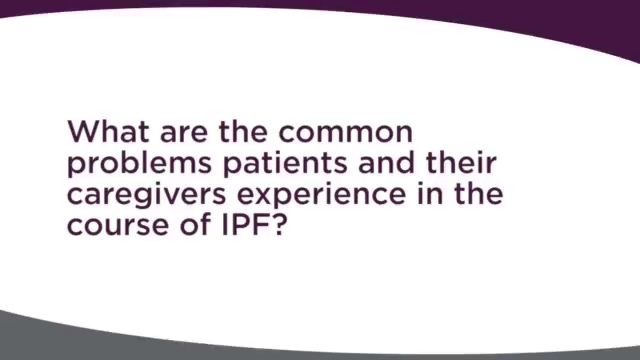 What are the common
problems patients and their
caregivers experience in the
course of IPF?